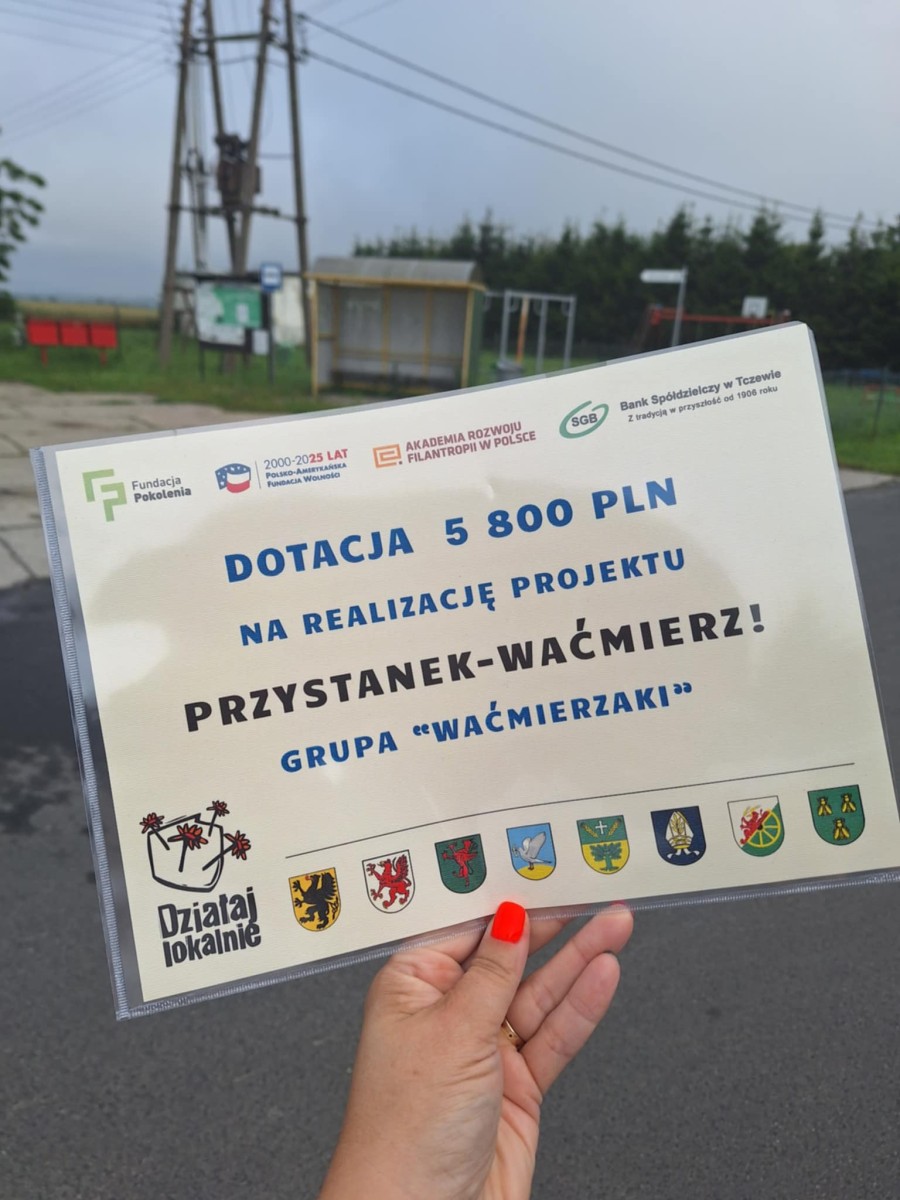 Fundacja
Pokolenia
2000-2025 LAT
Polsko-Amerykańska
Fundacja Wolności
AKADEMIA ROZWOJU
FILANTROPII W POLSCE
SGB
Bank Spółdzielczy w Tczewie
Z tradycją w przyszłość od 1906 roku
DOTACJA 5 800 PLN
NA REALIZACJĘ PROJEKTU
PRZYSTANEK-WAĆMIERZ!
GRUPA “WAĆMIERZAKI”
Działaj
lokalnie